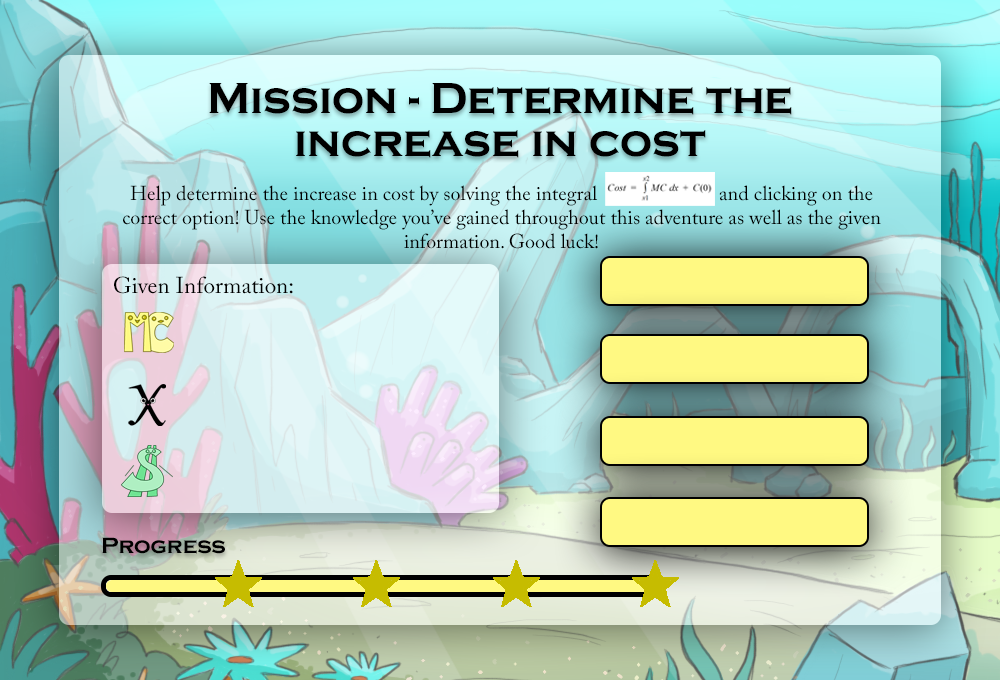 Mission - Determine the
increase in cost
Help determine the increase in cost by solving the integral Cost = ∫ x2 x1 MC dx + C(0) and clicking on the
correct option! Use the knowledge you’ve gained throughout this adventure as well as the given
information. Good luck!
Given Information:
MC
X
$
Progress